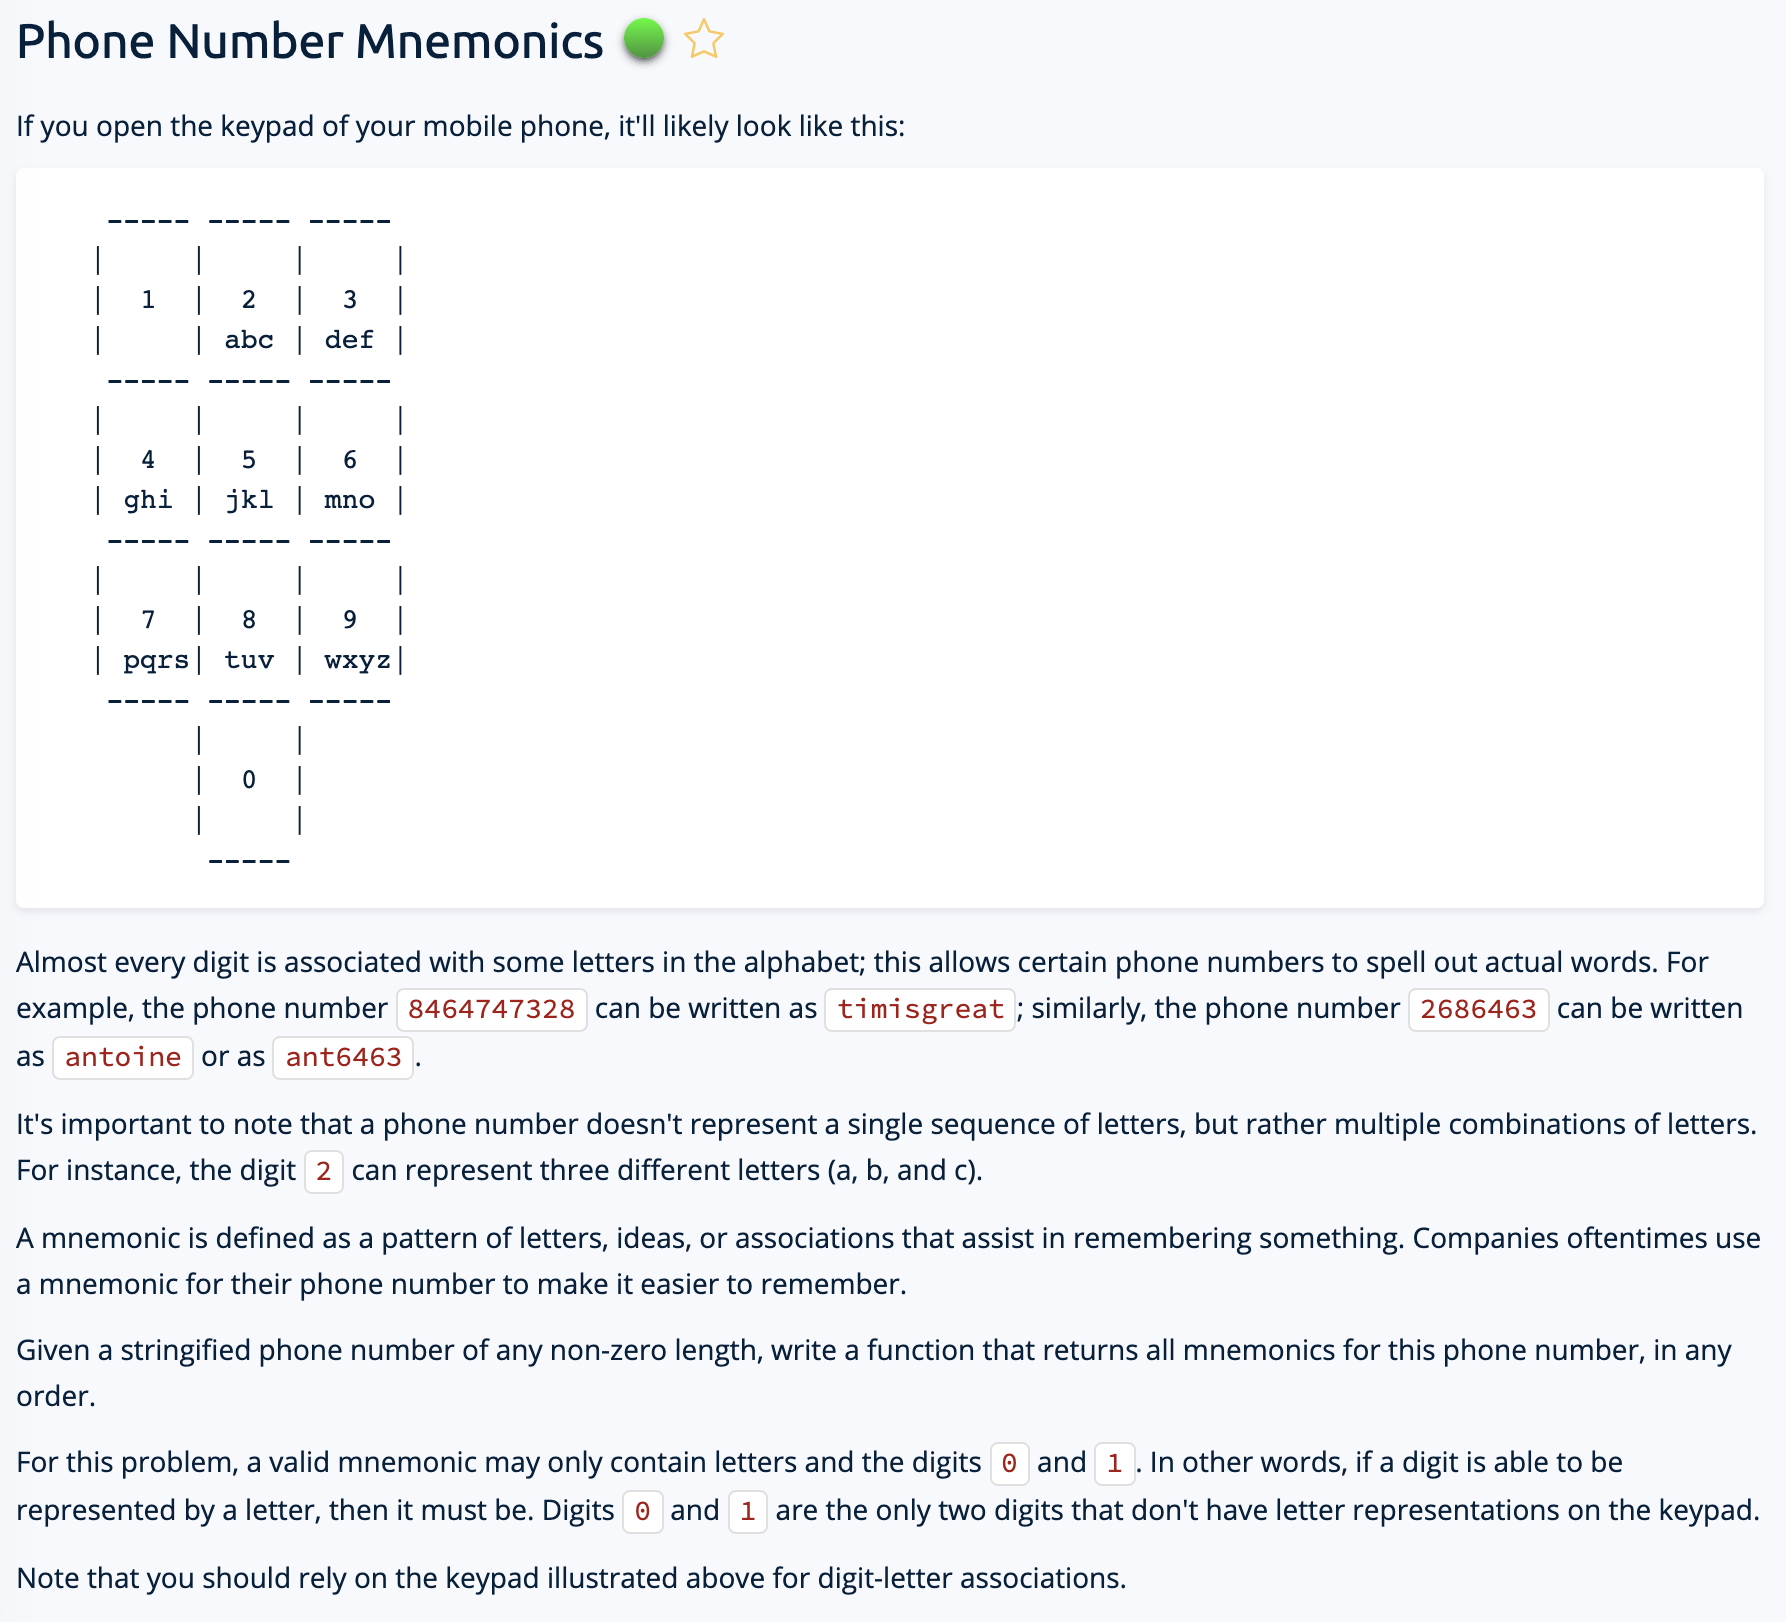 Phone Number Mnemonics
If you open the keypad of your mobile phone, it'll likely look like this:
 ----- ----- -----
|     |     |     |
|  1  |  2  |  3  |
|     | abc | def |
 ----- ----- -----
|     |     |     |
|  4  |  5  |  6  |
| ghi | jkl | mno |
 ----- ----- -----
|     |     |     |
|  7  |  8  |  9  |
| pqrs| tuv | wxyz|
 ----- ----- -----
      |     |
      |  0  |
      |     |
       -----
Almost every digit is associated with some letters in the alphabet; this allows certain phone numbers to spell out actual words. For
example, the phone number 8464747328 can be written as timisgreat; similarly, the phone number 2686463 can be written
as antoine or as ant6463.
It's important to note that a phone number doesn't represent a single sequence of letters, but rather multiple combinations of letters.
For instance, the digit 2 can represent three different letters (a, b, and c).
A mnemonic is defined as a pattern of letters, ideas, or associations that assist in remembering something. Companies oftentimes use
a mnemonic for their phone number to make it easier to remember.
Given a stringified phone number of any non-zero length, write a function that returns all mnemonics for this phone number, in any
order.
For this problem, a valid mnemonic may only contain letters and the digits 0 and 1. In other words, if a digit is able to be
represented by a letter, then it must be. Digits 0 and 1 are the only two digits that don't have letter representations on the keypad.
Note that you should rely on the keypad illustrated above for digit-letter associations.